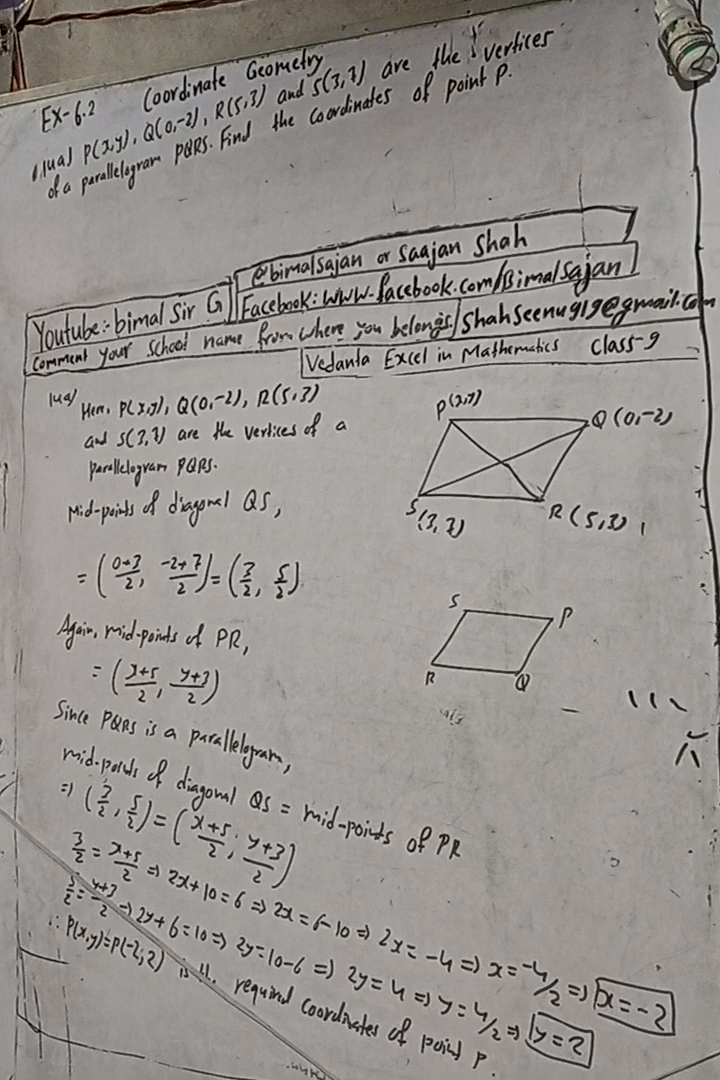 EX-6.2 Coordinate Geometry
14a) P(x,y), Q(0,-2), R(5,3) and S(3,7) are the vertices
of a parallelogram PQRS. Find the coordinates of point P.
@bimalsajan or Saajan Shah
Youtube:- bimal Sir G
Facebook: www.facebook.com/Bimalsajan
Comment your school name from where you belongs.
shahseenu919@gmail.com
Vedanta Excel in Mathematics Class-9
14a) Here, P(x,y), Q(0,-2), R(5,3)
and S(3,7) are the vertices of a
parallelogram PQRS.
P(x,y)
Q(0,-2)
S(3,7)
R(5,3)
Mid-points of diagonal QS,
= (0+3/2, -2+7/2) = (3/2, 5/2)
Again, mid-points of PR,
= (x+5/2, y+3/2)
S
P
R
Q
Since PQRS is a parallelogram,
mid-points of diagonal QS = mid-points of PR
=) (3/2, 5/2) = (x+5/2, y+3/2)
3/2 = x+5/2 => 2x+10=6 => 2x=6-10 => 2x=-4 => x=-4/2 => x=-2
5/2 = y+3/2 => 2y+6=10 => 2y=10-6 => 2y=4 => y=4/2 => y=2
∴ P(x,y)=P(-2,2) is the required coordinates of point P.